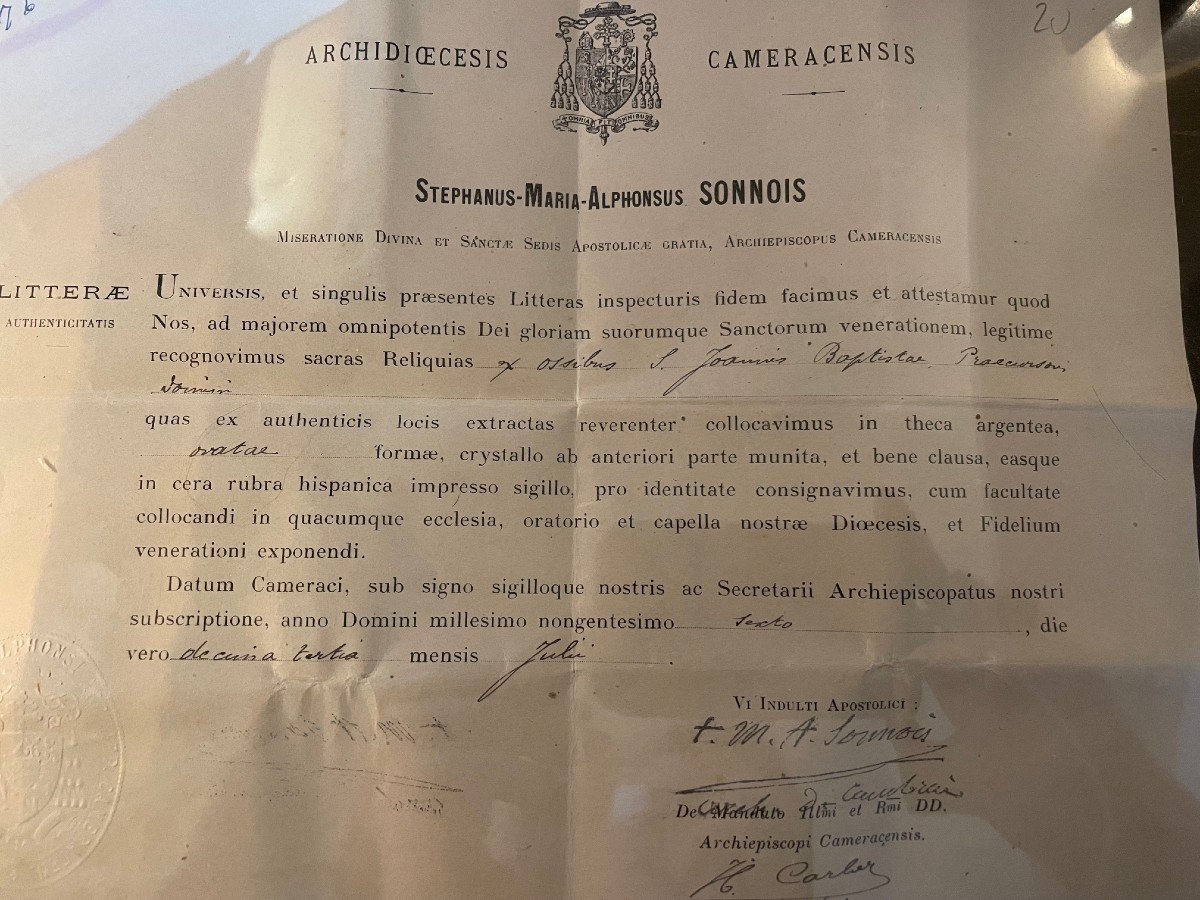 20
ARCHIDIŒCESIS CAMERACENSIS
OMNIA FIT OMNIBUS
STEPHANUS-MARIA-ALPHONSUS SONNOIS
MISERATIONE DIVINA ET SANCTÆ SEDIS APOSTOLICÆ GRATIA, ARCHIEPISCOPUS CAMERACENSIS
LITTERÆ
AUTHENTICITATIS
UNIVERSIS, et singulis præsentes Litteras inspecturis fidem facimus et attestamur quod
Nos, ad majorem omnipotentis Dei gloriam suorumque Sanctorum venerationem, legitime
recognovimus sacras Reliquias ex ossibus S. Joannis Baptistae, Praecursoris
Domini
quas ex authenticis locis extractas reverenter collocavimus in theca argentea,
ovatae formæ, crystallo ab anteriori parte munita, et bene clausa, easque
in cera rubra hispanica impresso sigillo, pro identitate consignavimus, cum facultate
collocandi in quacumque ecclesia, oratorio et capella nostræ Diœcesis, et Fidelium
venerationi exponendi.
Datum Cameraci, sub signo sigilloque nostris ac Secretarii Archiepiscopatus nostri
subscriptione, anno Domini millesimo nongentesimo sexto, die
vero decima tertia mensis Julii.
ALPHONS
VI INDULTI APOSTOLICI :
+. M. A. Sonnois
De Mandato Illmi et Rmi DD.
Archiepiscopi Cameracensis.